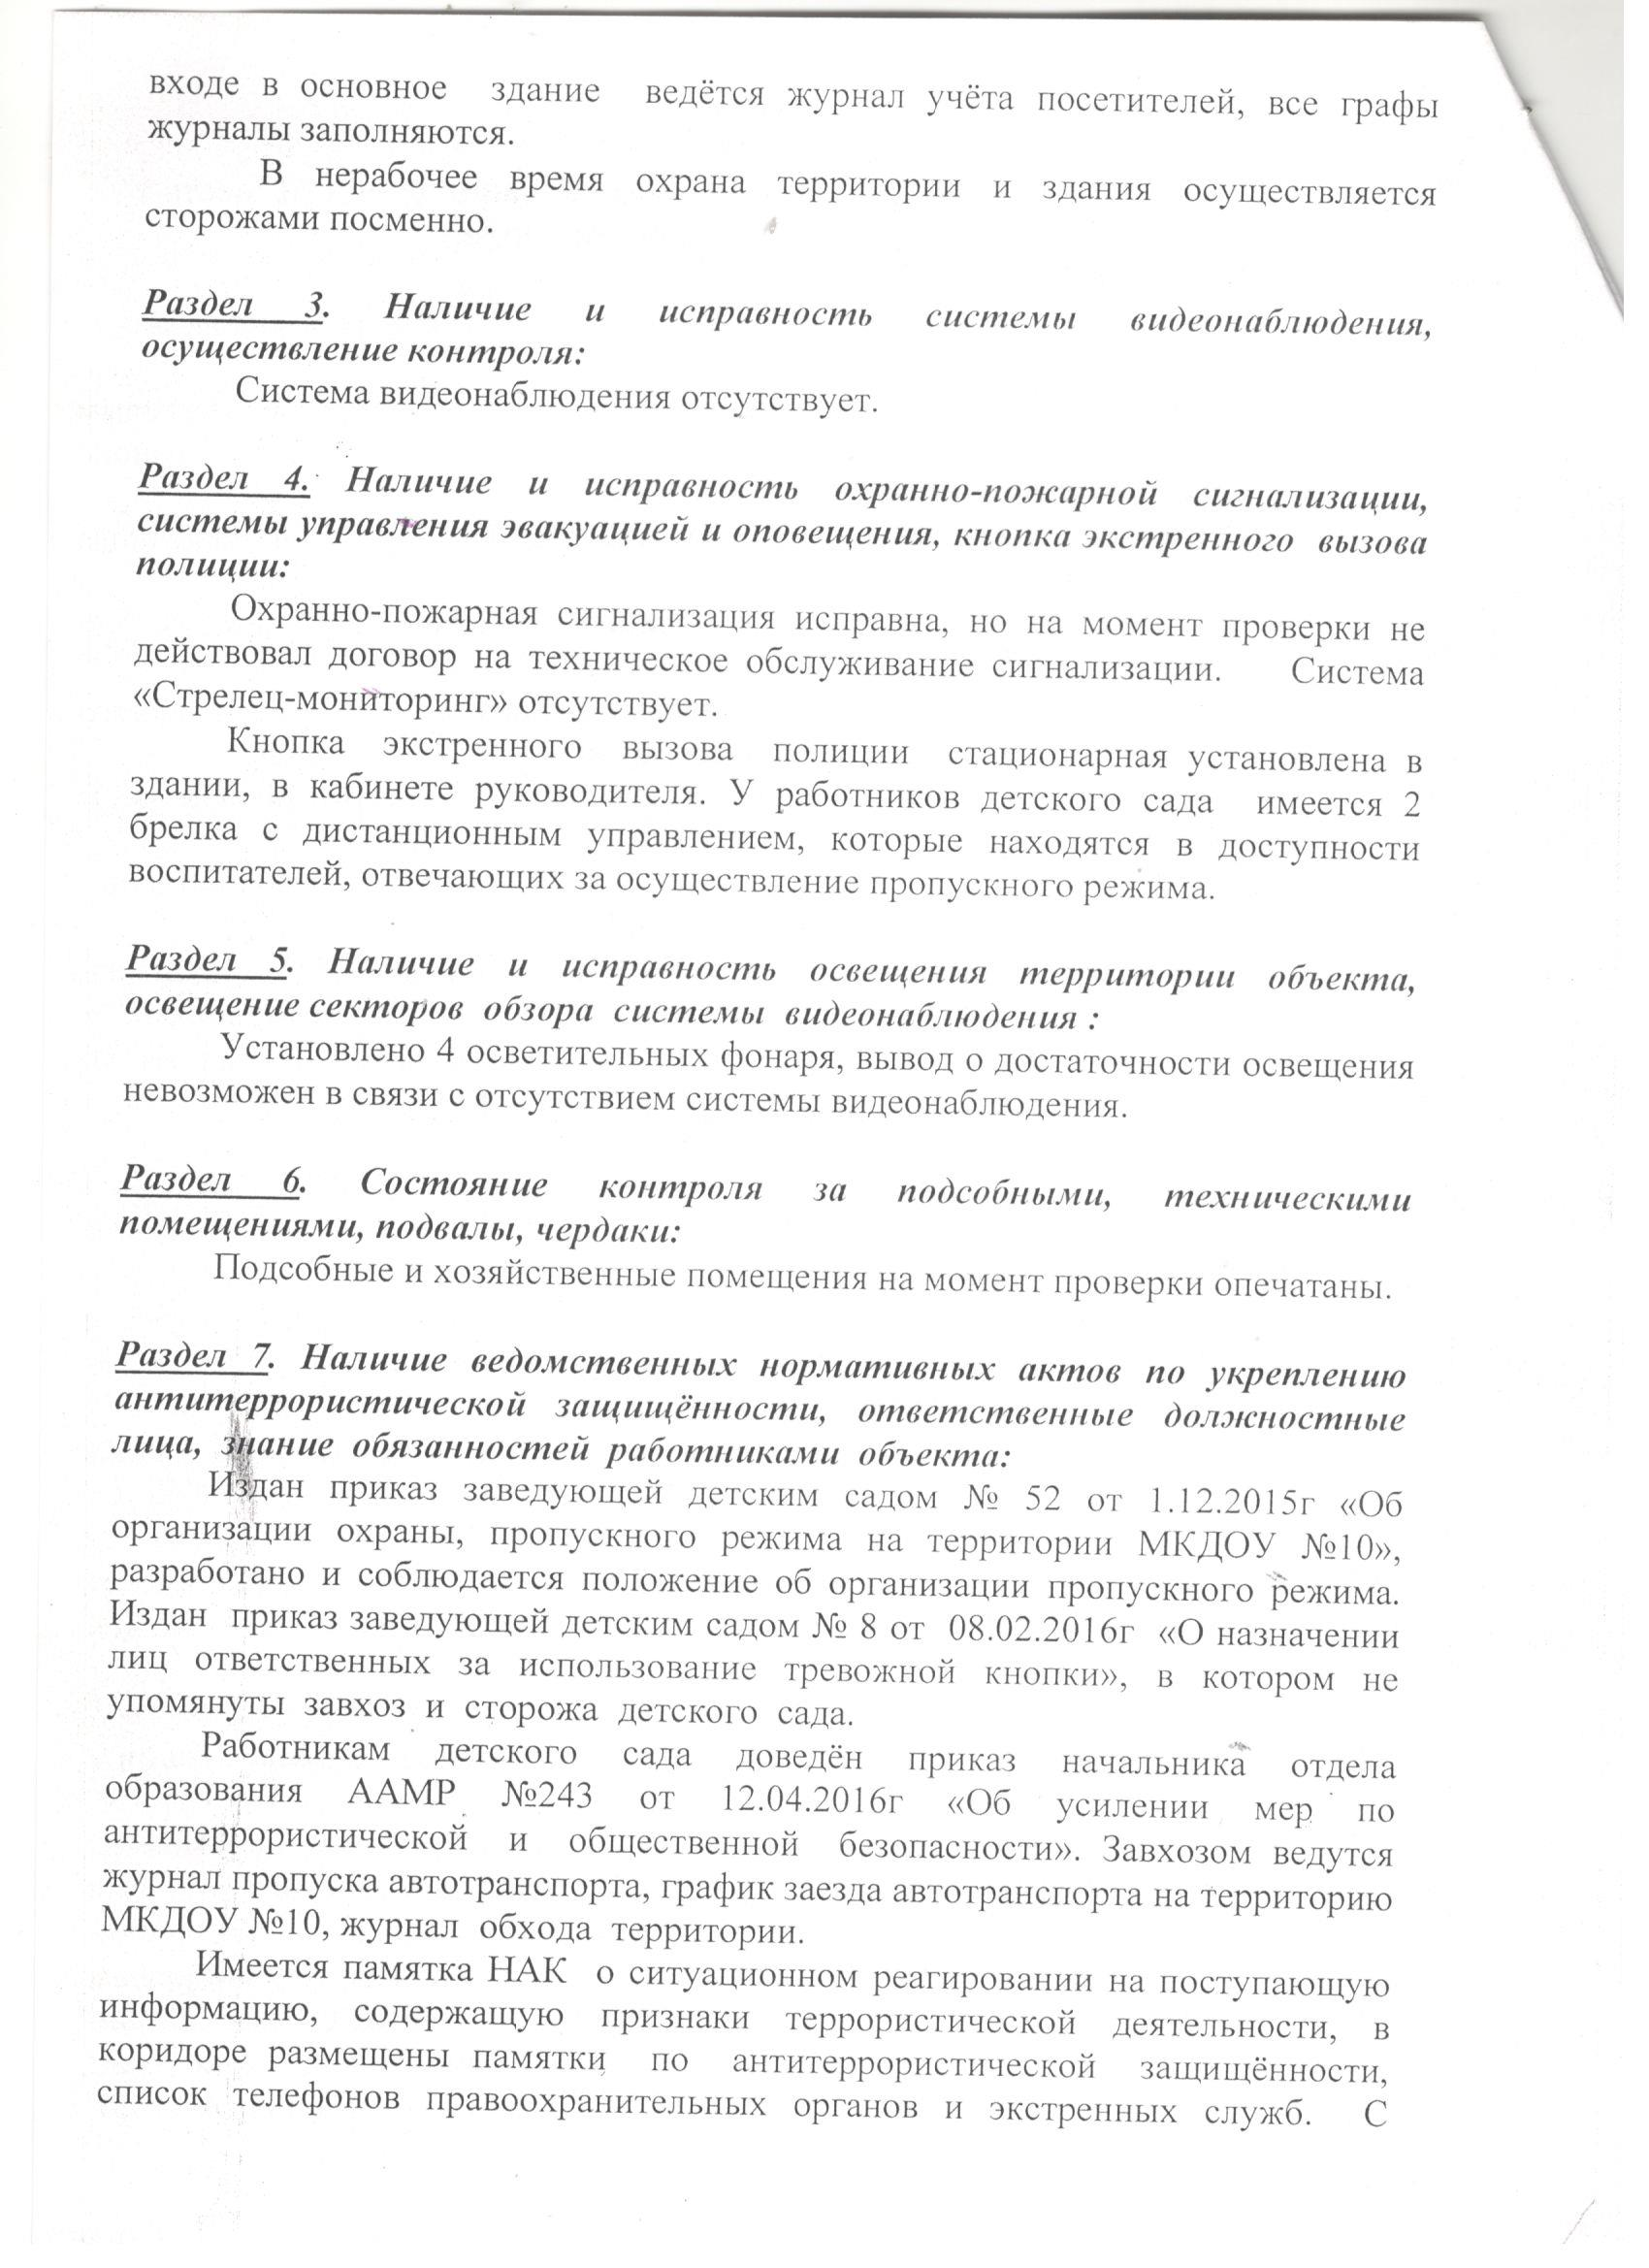 входе в основное здание ведётся журнал учёта посетителей, все графы
журналы заполняются.
В нерабочее время охрана территории и здания осуществляется
сторожами посменно.
Раздел 3. Наличие и исправность системы видеонаблюдения,
осуществление контроля:
Система видеонаблюдения отсутствует.
Раздел 4. Наличие и исправность охранно-пожарной сигнализации,
системы управления эвакуацией и оповещения, кнопка экстренного вызова
полиции:
Охранно-пожарная сигнализация исправна, но на момент проверки не
действовал договор на техническое обслуживание сигнализации. Система
«Стрелец-мониторинг» отсутствует.
Кнопка экстренного вызова полиции стационарная установлена в
здании, в кабинете руководителя. У работников детского сада имеется 2
брелка с дистанционным управлением, которые находятся в доступности
воспитателей, отвечающих за осуществление пропускного режима.
Раздел 5. Наличие и исправность освещения территории объекта,
освещение секторов обзора системы видеонаблюдения :
Установлено 4 осветительных фонаря, вывод о достаточности освещения
невозможен в связи с отсутствием системы видеонаблюдения.
Раздел 6. Состояние контроля за подсобными, техническими
помещениями, подвалы, чердаки:
Подсобные и хозяйственные помещения на момент проверки опечатаны.
Раздел 7. Наличие ведомственных нормативных актов по укреплению
антитеррористической защищённости, ответственные должностные
лица, знание обязанностей работниками объекта:
Издан приказ заведующей детским садом № 52 от 1.12.2015г «Об
организации охраны, пропускного режима на территории МКДОУ №10»,
разработано и соблюдается положение об организации пропускного режима.
Издан приказ заведующей детским садом № 8 от 08.02.2016г «О назначении
лиц ответственных за использование тревожной кнопки», в котором не
упомянуты завхоз и сторожа детского сада.
Работникам детского сада доведён приказ начальника отдела
образования ААМР №243 от 12.04.2016г «Об усилении мер по
антитеррористической и общественной безопасности». Завхозом ведутся
журнал пропуска автотранспорта, график заезда автотранспорта на территорию
МКДОУ №10, журнал обхода территории.
Имеется памятка НАК о ситуационном реагировании на поступающую
информацию, содержащую признаки террористической деятельности, в
коридоре размещены памятки по антитеррористической защищённости,
список телефонов правоохранительных органов и экстренных служб. С